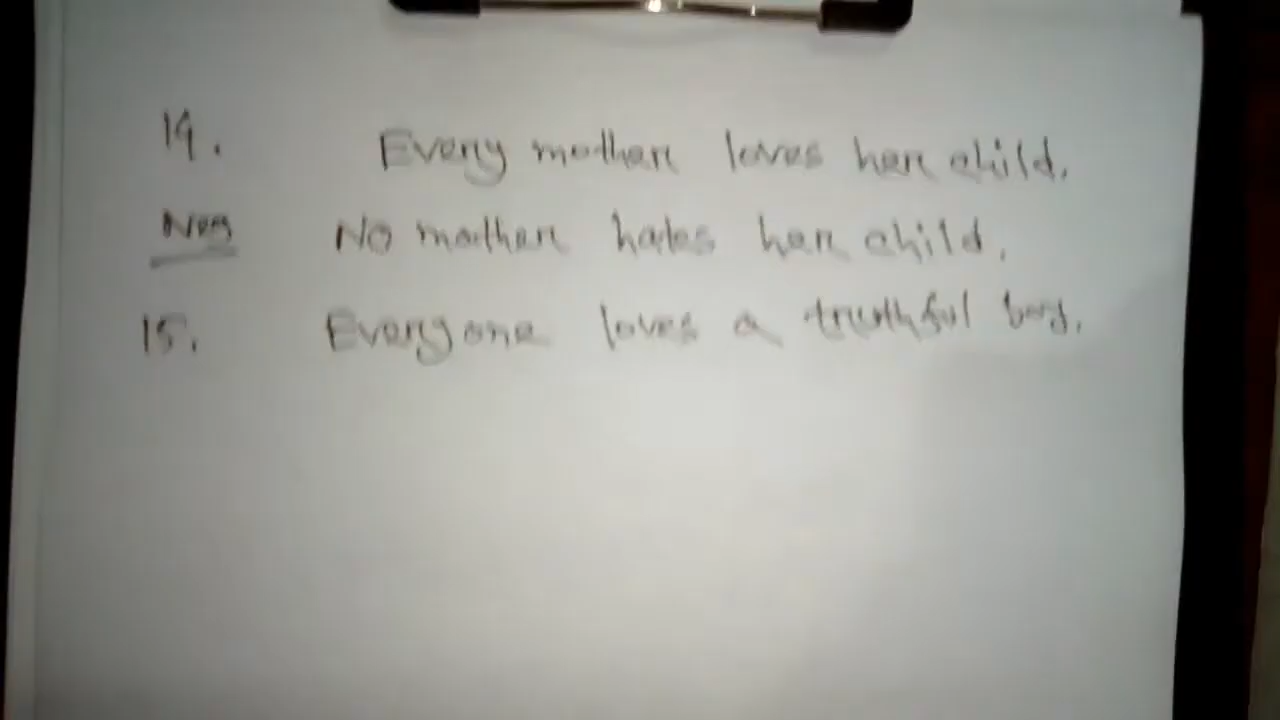 14. Every mother loves her child.
Neg No mother hates her child.
15. Everyone loves a truthful boy.